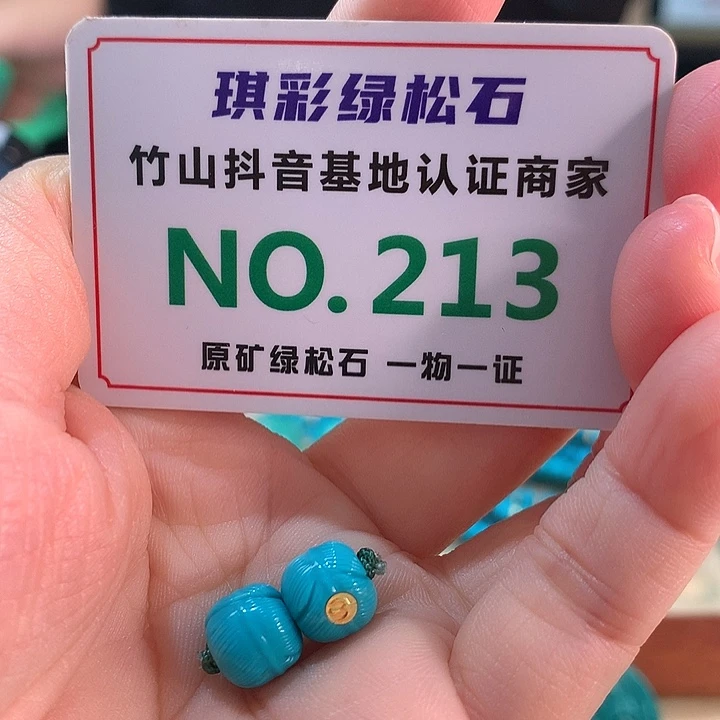 琪彩绿松石
竹山抖音基地认证商家
NO.213
原矿绿松石 一物一证